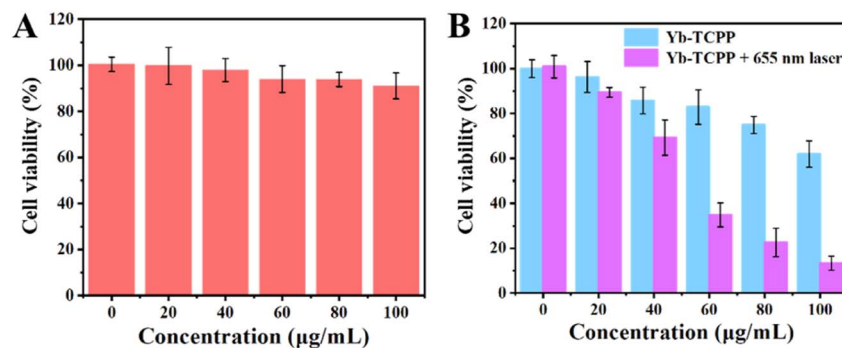 A
120
100
80
60
40
20
0
Cell viability (%)
0 20 40 60 80 100
Concentration (µg/mL)
B
120
100
80
60
40
20
0
Cell viability (%)
Yb-TCPP
Yb-TCPP + 655 nm laser
0 20 40 60 80 100
Concentration (µg/mL)